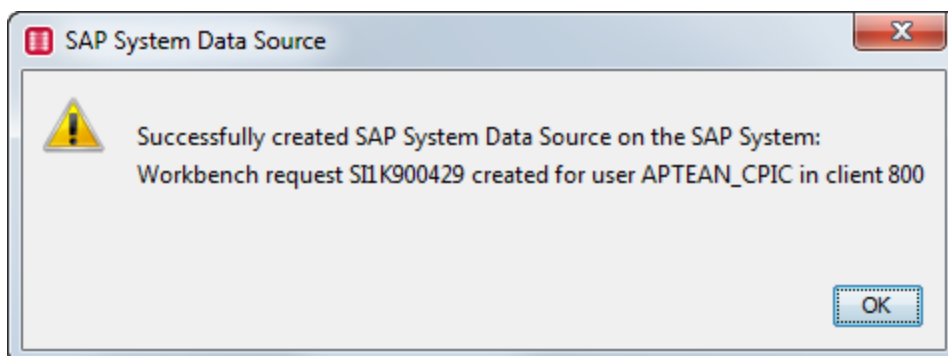 SAP System Data Source
Successfully created SAP System Data Source on the SAP System:
Workbench request SI1K900429 created for user APTEAN_CPIC in client 800
OK